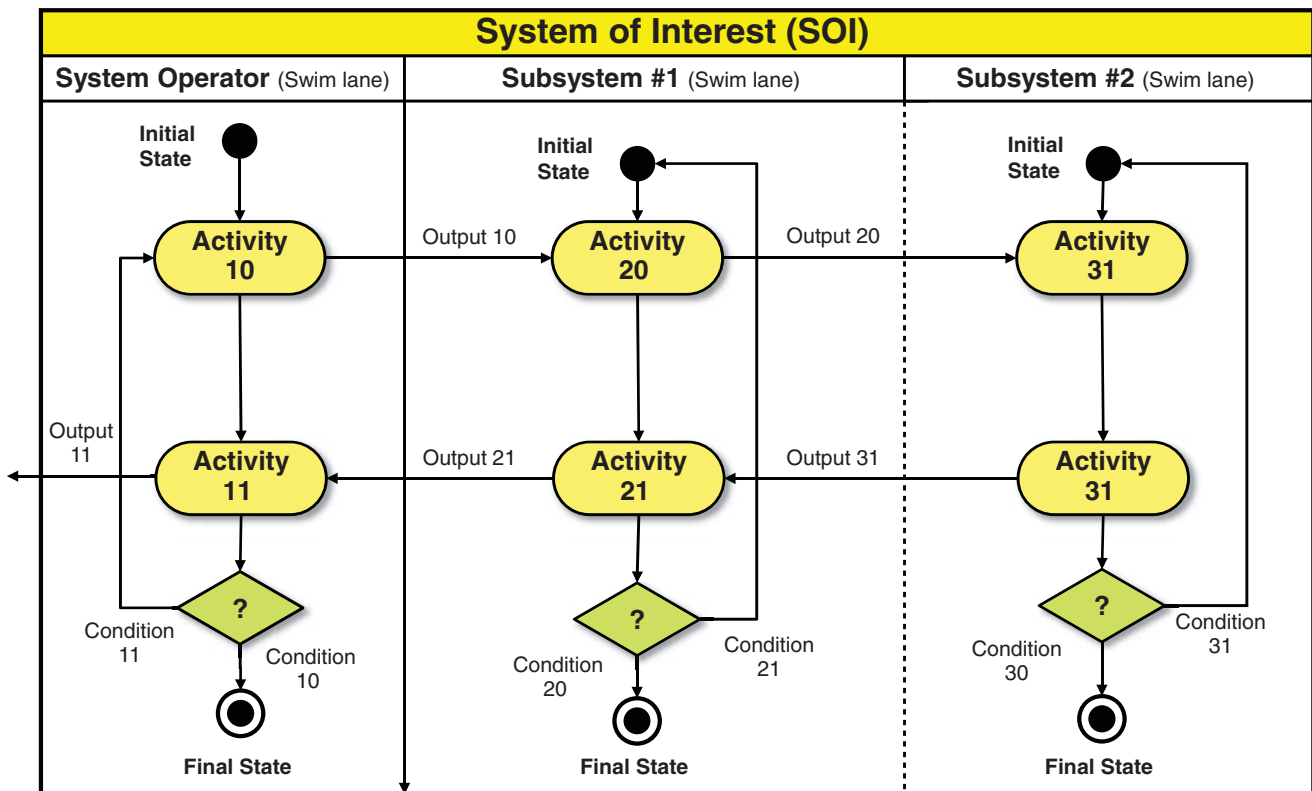 System of Interest (SOI)
System Operator (Swim lane)
Subsystem #1 (Swim lane)
Subsystem #2 (Swim lane)
Initial
State
Initial
State
Initial
State
Activity
10
Output 10
Activity
20
Output 20
Activity
31
Output
11
Activity
11
Output 21
Activity
21
Output 31
Activity
31
?
?
?
Condition
11
Condition
10
Condition
20
Condition
21
Condition
30
Condition
31
Final State
Final State
Final State